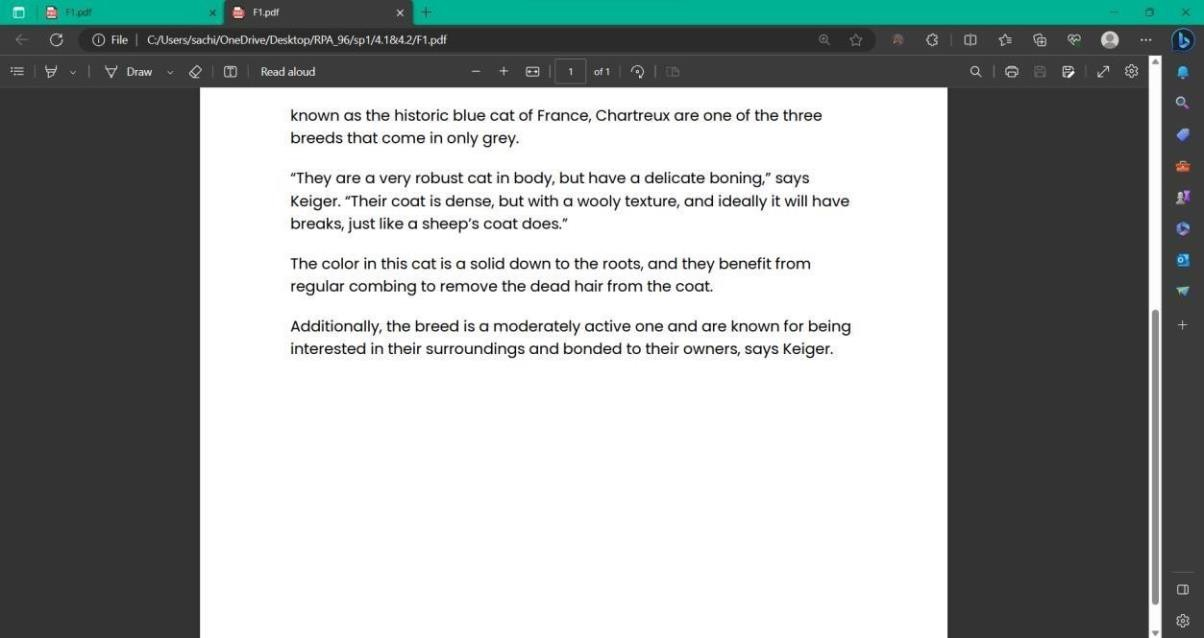 F1.pdf
F1.pdf
File | C:/Users/sachi/OneDrive/Desktop/RPA_96/sp1/4.1&4.2/F1.pdf
Draw
Read aloud
1 of 1
known as the historic blue cat of France, Chartreux are one of the three
breeds that come in only grey.
“They are a very robust cat in body, but have a delicate boning,” says
Keiger. “Their coat is dense, but with a wooly texture, and ideally it will have
breaks, just like a sheep’s coat does.”
The color in this cat is a solid down to the roots, and they benefit from
regular combing to remove the dead hair from the coat.
Additionally, the breed is a moderately active one and are known for being
interested in their surroundings and bonded to their owners, says Keiger.